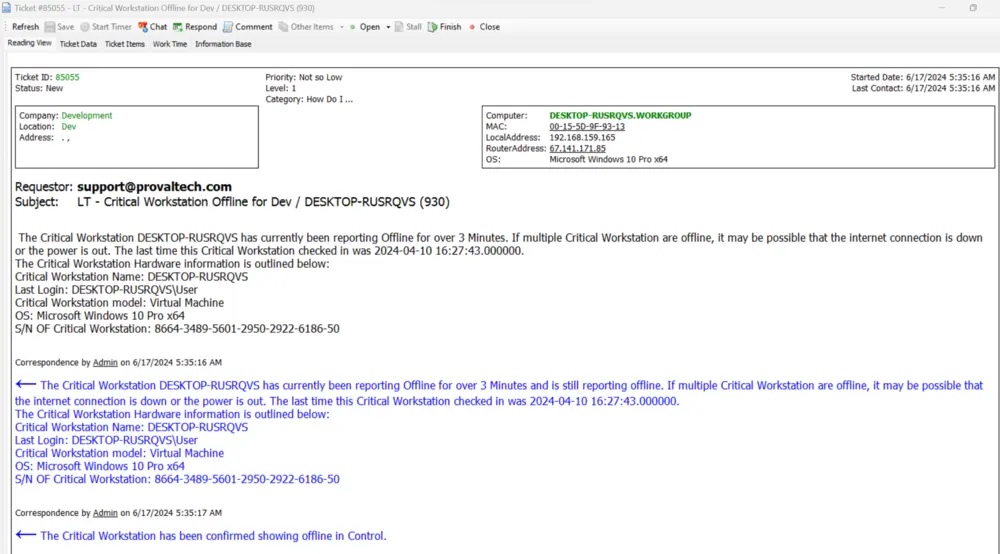 Ticket #85055 - LT - Critical Workstation Offline for Dev / DESKTOP-RUSRQVS (930)
Refresh Save Start Timer Chat Respond Comment Other Items Open Stall Finish Close
Reading View Ticket Data Ticket Items Work Time Information Base
Ticket ID: 85055
Status: New
Priority: Not so Low
Level: 1
Category: How Do I ...
Started Date: 6/17/2024 5:35:16 AM
Last Contact: 6/17/2024 5:35:16 AM
Company: Development
Location: Dev
Address: . ,
Computer: DESKTOP-RUSRQVS.WORKGROUP
MAC: 00-15-5D-9F-93-13
LocalAddress: 192.168.159.165
RouterAddress: 67.141.171.85
OS: Microsoft Windows 10 Pro x64
Requestor: support@provaltech.com
Subject: LT - Critical Workstation Offline for Dev / DESKTOP-RUSRQVS (930)
The Critical Workstation DESKTOP-RUSRQVS has currently been reporting Offline for over 3 Minutes. If multiple Critical Workstation are offline, it may be possible that the internet connection is down
or the power is out. The last time this Critical Workstation checked in was 2024-04-10 16:27:43.000000.
The Critical Workstation Hardware information is outlined below:
Critical Workstation Name: DESKTOP-RUSRQVS
Last Login: DESKTOP-RUSRQVS\User
Critical Workstation model: Virtual Machine
OS: Microsoft Windows 10 Pro x64
S/N OF Critical Workstation: 8664-3489-5601-2950-2922-6186-50
Correspondence by Admin on 6/17/2024 5:35:16 AM
← The Critical Workstation DESKTOP-RUSRQVS has currently been reporting Offline for over 3 Minutes and is still reporting offline. If multiple Critical Workstation are offline, it may be possible that
the internet connection is down or the power is out. The last time this Critical Workstation checked in was 2024-04-10 16:27:43.000000.
The Critical Workstation Hardware information is outlined below:
Critical Workstation Name: DESKTOP-RUSRQVS
Last Login: DESKTOP-RUSRQVS\User
Critical Workstation model: Virtual Machine
OS: Microsoft Windows 10 Pro x64
S/N OF Critical Workstation: 8664-3489-5601-2950-2922-6186-50
Correspondence by Admin on 6/17/2024 5:35:17 AM
← The Critical Workstation has been confirmed showing offline in Control.